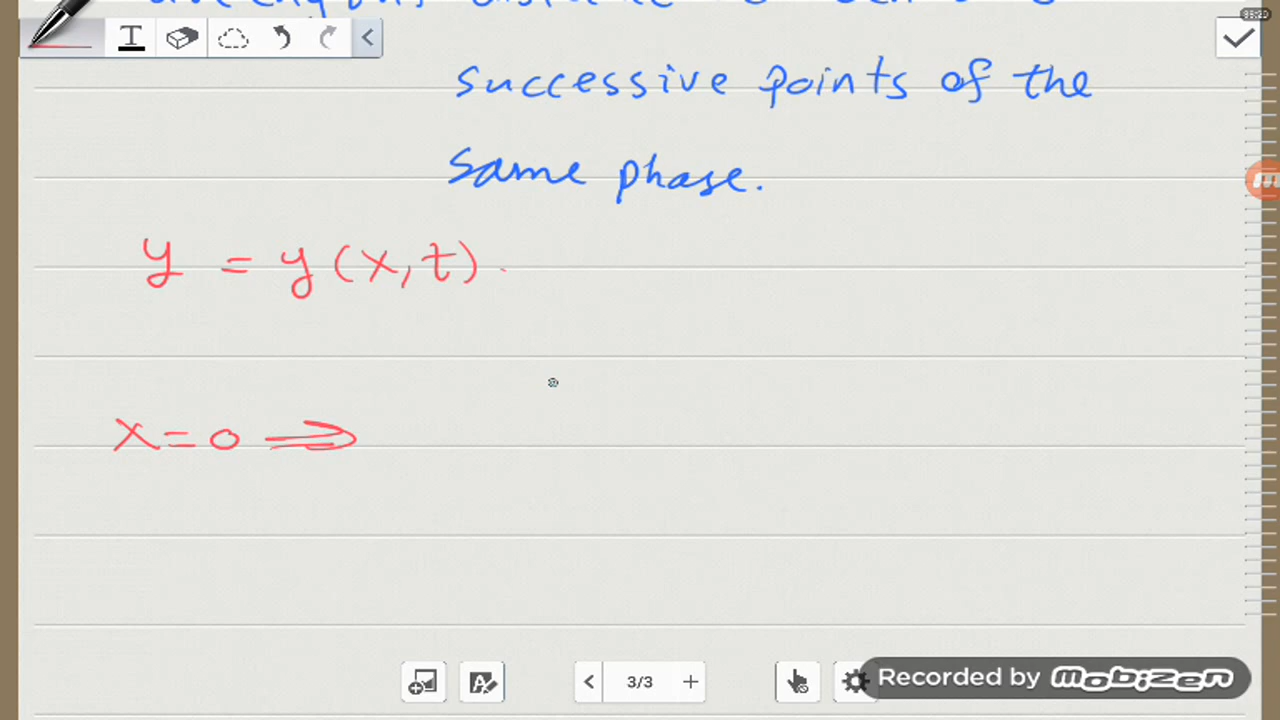 successive points of the
same phase.
y = y(x,t).
x=0 ⇒
T
3/3
Recorded by mobizen